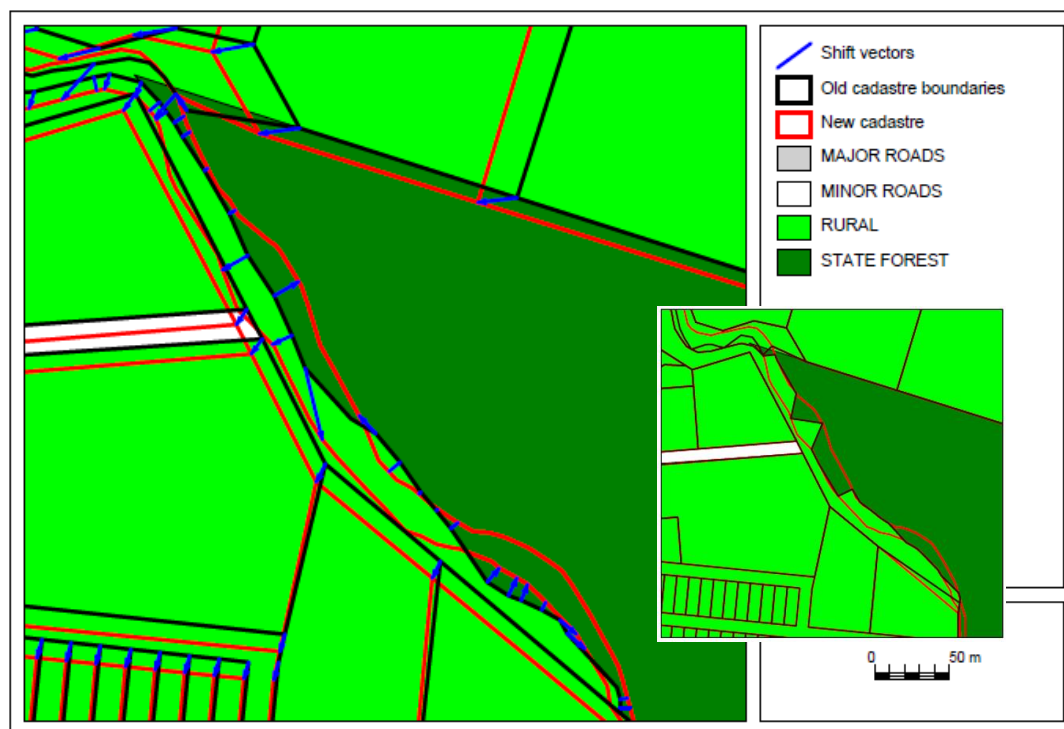 Shift vectors
Old cadastre boundaries
New cadastre
MAJOR ROADS
MINOR ROADS
RURAL
STATE FOREST
0 50 m